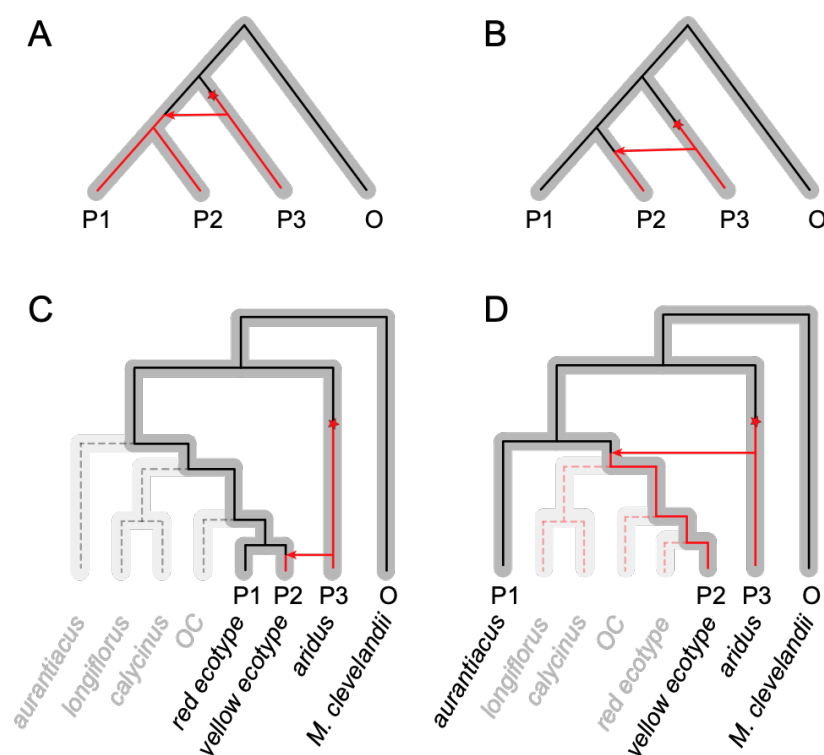 A
B
P1 P2 P3 O
P1 P2 P3 O
C
D
P1 P2 P3 O
P1 P2 P3 O
aurantiacus
longiflorus
calycinus
OC
red ecotype
yellow ecotype
aridus
M. clevelandii
aurantiacus
longiflorus
calycinus
OC
red ecotype
yellow ecotype
aridus
M. clevelandii